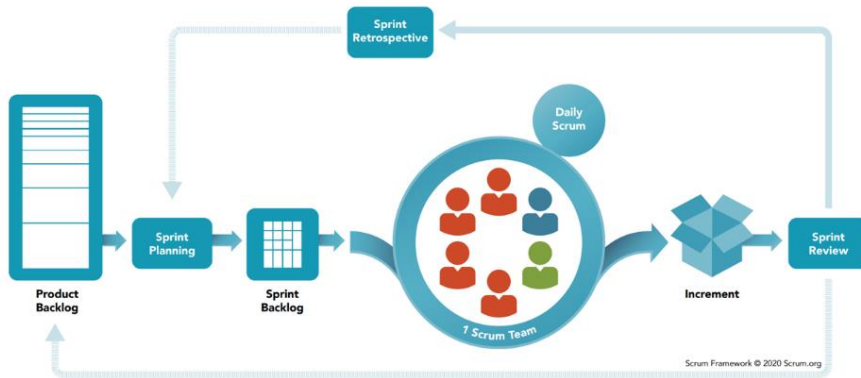 Sprint
Retrospective
Daily
Scrum
Sprint
Planning
Sprint
Review
Product
Backlog
Sprint
Backlog
1 Scrum Team
Increment
Scrum Framework © 2020 Scrum.org